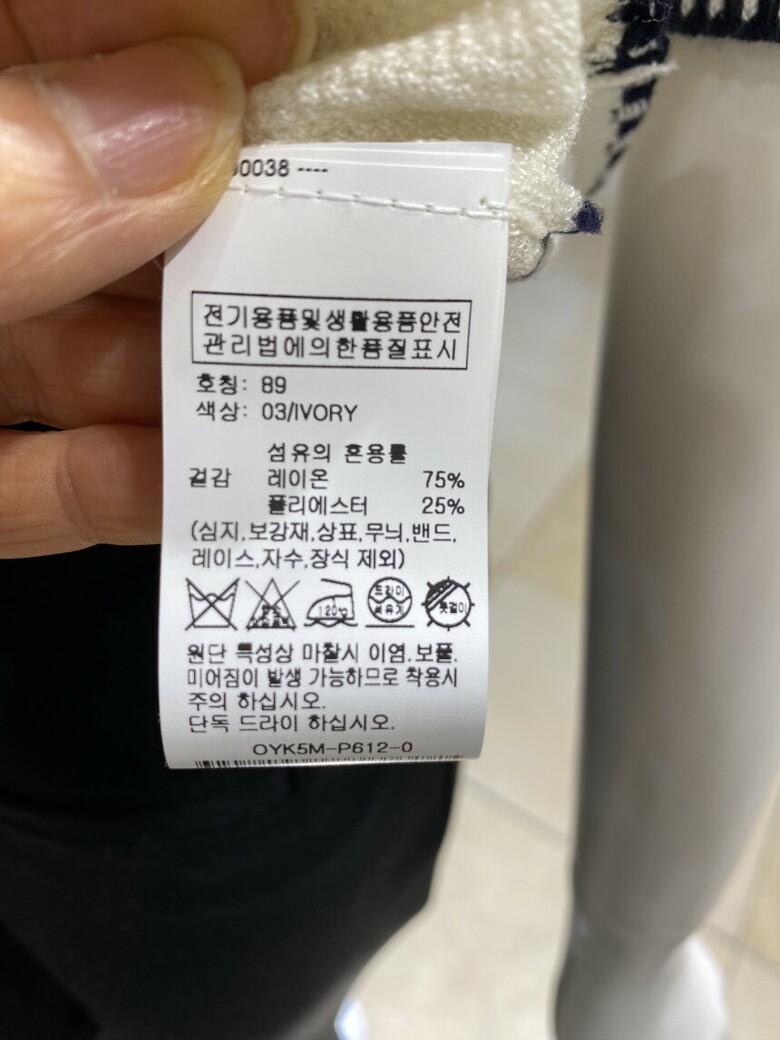 0038 ----
전기용품및생활용품안전
관리법에의한품질표시
호칭: 89
색상: 03/IVORY
섬유의 혼용률
겉감 레이온 75%
폴리에스터 25%
(심지,보강재,상표,무늬,밴드,
레이스,자수,장식 제외)
120℃ 드라이 옷걸이
석유계
원단 특성상 마찰시 이염,보풀,
미어짐이 발생 가능하므로 착용시
주의 하십시오.
단독 드라이 하십시오.
OYK5M-P612-0